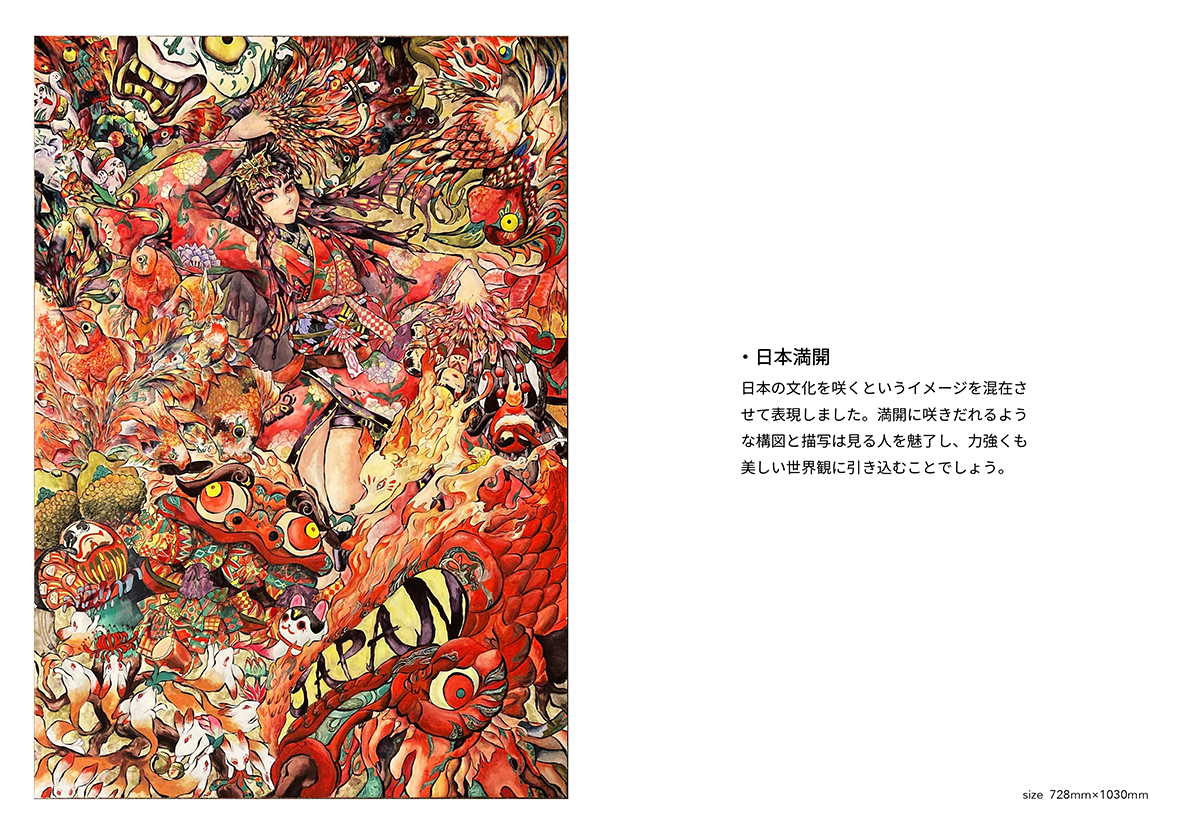 JAPAN
・日本満開
日本の文化を咲くというイメージを混在さ
せて表現しました。満開に咲きだれるよう
な構図と描写は見る人を魅了し、力強くも
美しい世界観に引き込むことでしょう。
size 728mm×1030mm